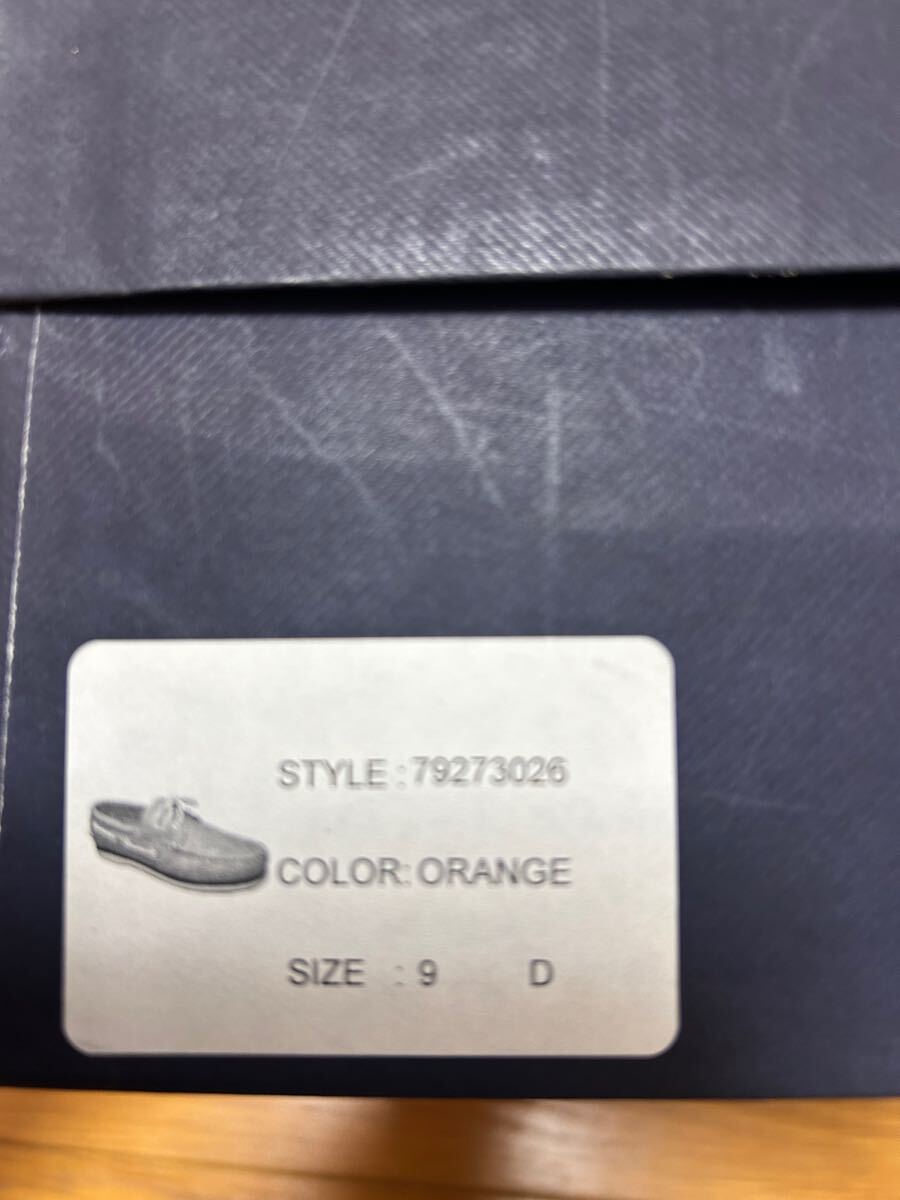 STYLE : 79273026
COLOR: ORANGE
SIZE : 9 D